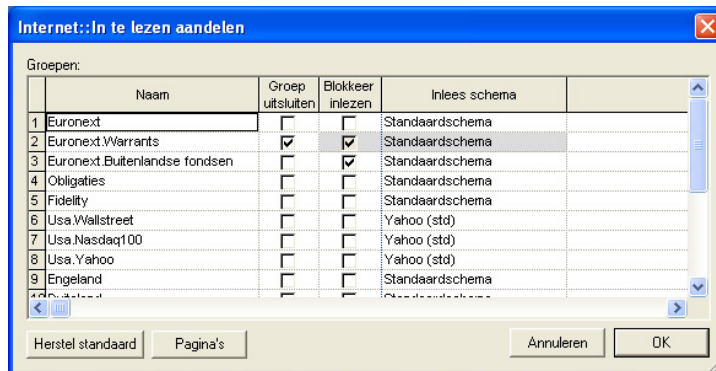 Internet::In te lezen aandelen
Groepen:
Naam Groep uitsluiten Blokkeer inlezen Inlees schema
1 Euronext Standaardschema
2 Euronext.Warrants Standaardschema
3 Euronext.Buitenlandse fondsen Standaardschema
4 Obligaties Standaardschema
5 Fidelity Standaardschema
6 Usa.Wallstreet Yahoo (std)
7 Usa.Nasdaq100 Yahoo (std)
8 Usa.Yahoo Yahoo (std)
9 Engeland Standaardschema
Herstel standaard Pagina's Annuleren OK